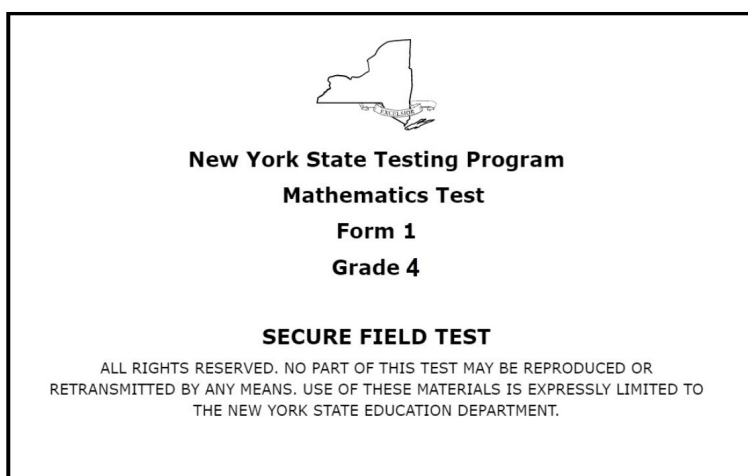 EXCELSIOR
New York State Testing Program
Mathematics Test
Form 1
Grade 4
SECURE FIELD TEST
ALL RIGHTS RESERVED. NO PART OF THIS TEST MAY BE REPRODUCED OR
RETRANSMITTED BY ANY MEANS. USE OF THESE MATERIALS IS EXPRESSLY LIMITED TO
THE NEW YORK STATE EDUCATION DEPARTMENT.